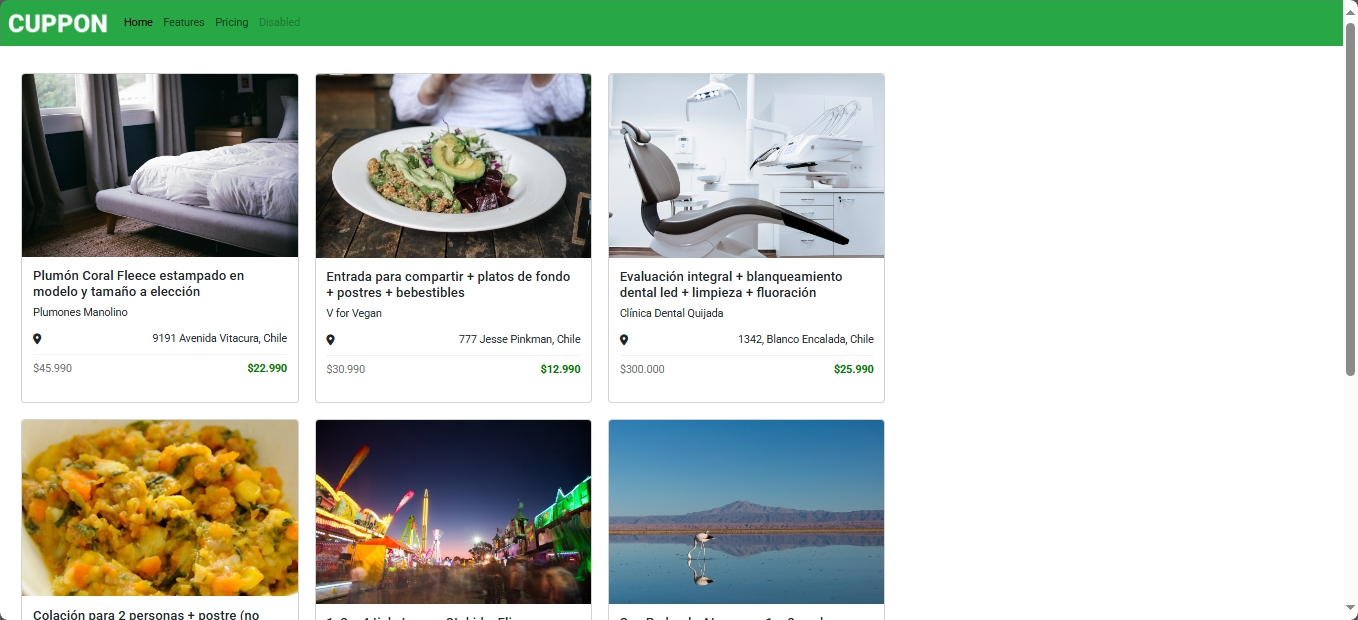 CUPPON Home Features Pricing Disabled
Plumón Coral Fleece estampado en
modelo y tamaño a elección
Plumones Manolino
9191 Avenida Vitacura, Chile
$45.990 $22.990
Entrada para compartir + platos de fondo
+ postres + bebestibles
V for Vegan
777 Jesse Pinkman, Chile
$30.990 $12.990
Evaluación integral + blanqueamiento
dental led + limpieza + fluoración
Clínica Dental Quijada
1342, Blanco Encalada, Chile
$300.000 $25.990
Colación para 2 personas + postre (no